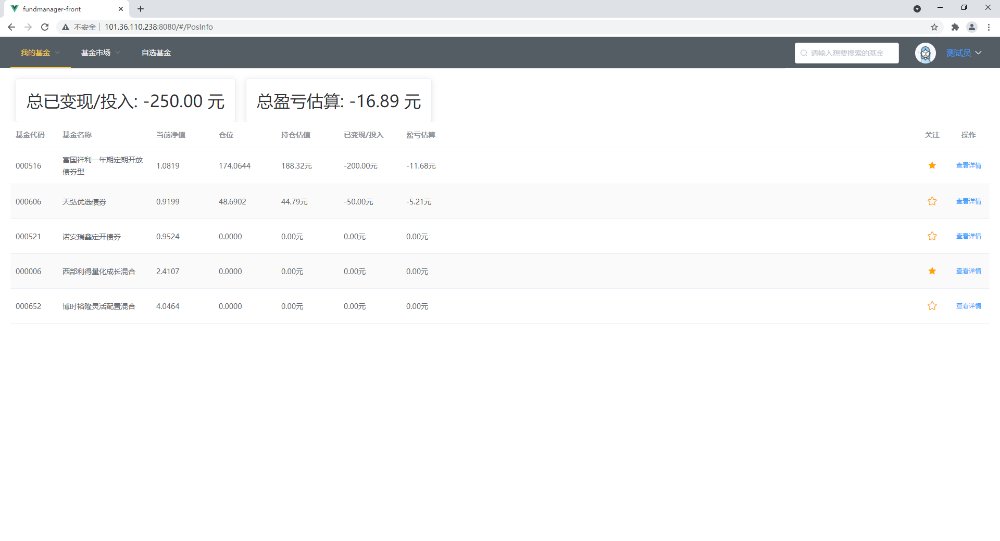 fundmanager-front
不安全 101.36.110.238:8080/#/PosInfo
我的基金 基金市场 自选基金 请输入想要搜索的基金 测试员
总已变现/投入: -250.00 元 总盈亏估算: -16.89 元
基金代码 基金名称 当前净值 仓位 持仓估值 已变现/投入 盈亏估算 关注 操作
000516 富国祥利一年期定期开放 1.0819 174.0644 188.32元 -200.00元 -11.68元 查看详情
债券型
000606 天弘优选债券 0.9199 48.6902 44.79元 -50.00元 -5.21元 查看详情
000521 诺安瑞鑫定开债券 0.9524 0.0000 0.00元 0.00元 0.00元 查看详情
000006 西部利得量化成长混合 2.4107 0.0000 0.00元 0.00元 0.00元 查看详情
000652 博时裕隆灵活配置混合 4.0464 0.0000 0.00元 0.00元 0.00元 查看详情